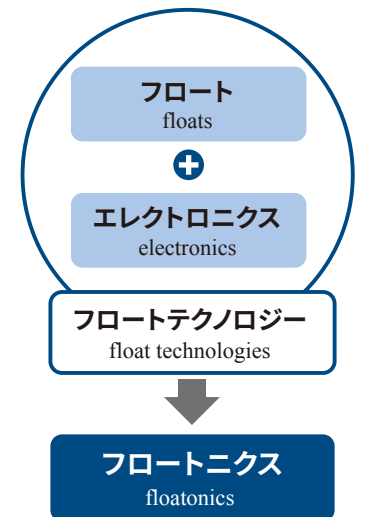 フロート
floats
エレクトロニクス
electronics
フロートテクノロジー
float technologies
フロートニクス
floatonics